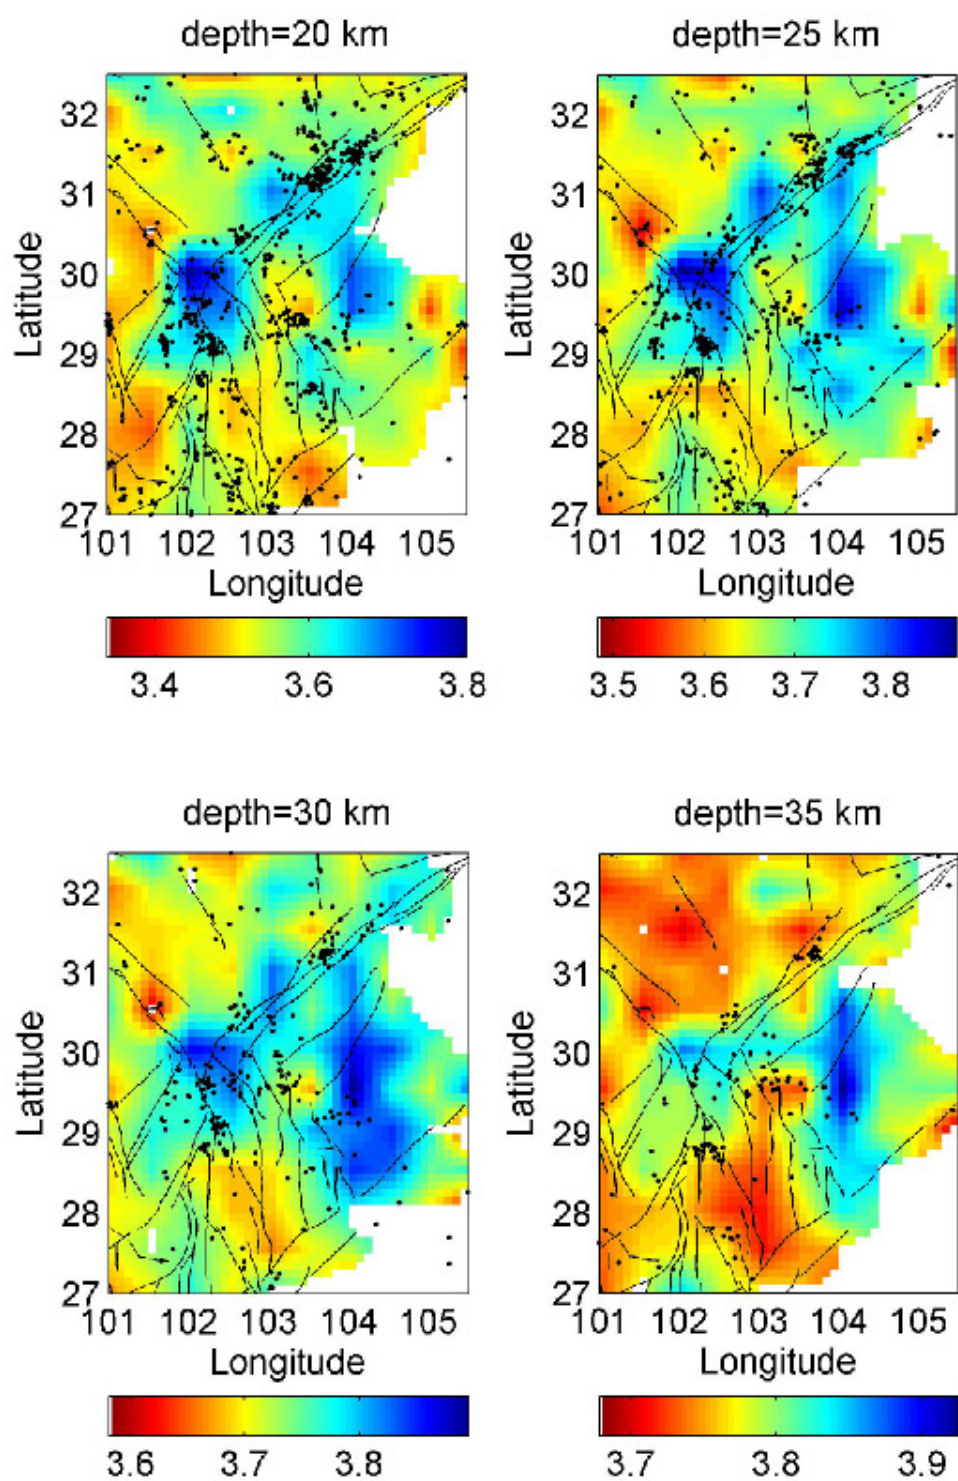 depth=20 km
depth=25 km
32
31
30
29
28
27
Latitude
101 102 103 104 105
Longitude
3.4 3.6 3.8
32
31
30
29
28
27
Latitude
101 102 103 104 105
Longitude
3.5 3.6 3.7 3.8
depth=30 km
depth=35 km
32
31
30
29
28
27
Latitude
101 102 103 104 105
Longitude
3.6 3.7 3.8
32
31
30
29
28
27
Latitude
101 102 103 104 105
Longitude
3.7 3.8 3.9